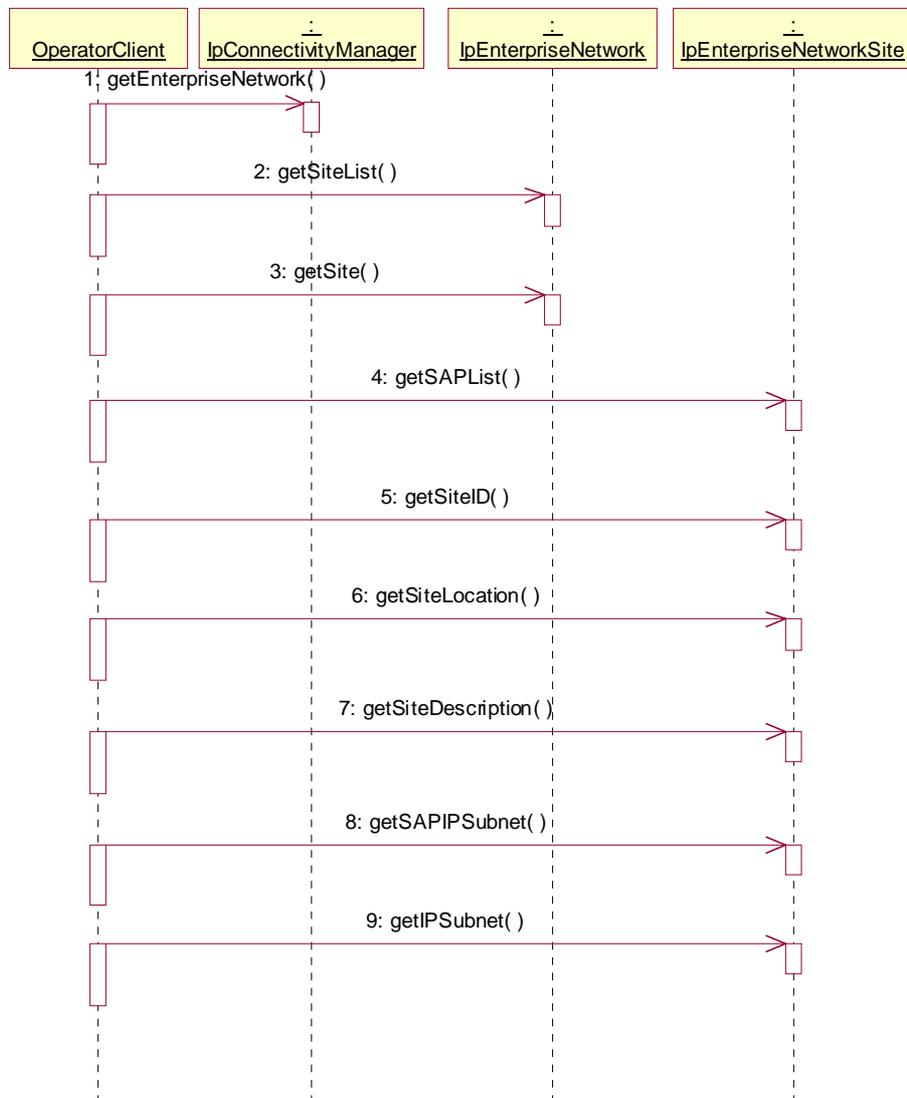 OperatorClient
:
IpConnectivityManager
:
IpEnterpriseNetwork
:
IpEnterpriseNetworkSite
1: getEnterpriseNetwork( )
2: getSiteList( )
3: getSite( )
4: getSAPList( )
5: getSiteID( )
6: getSiteLocation( )
7: getSiteDescription( )
8: getSAPIPSubnet( )
9: getIPSubnet( )